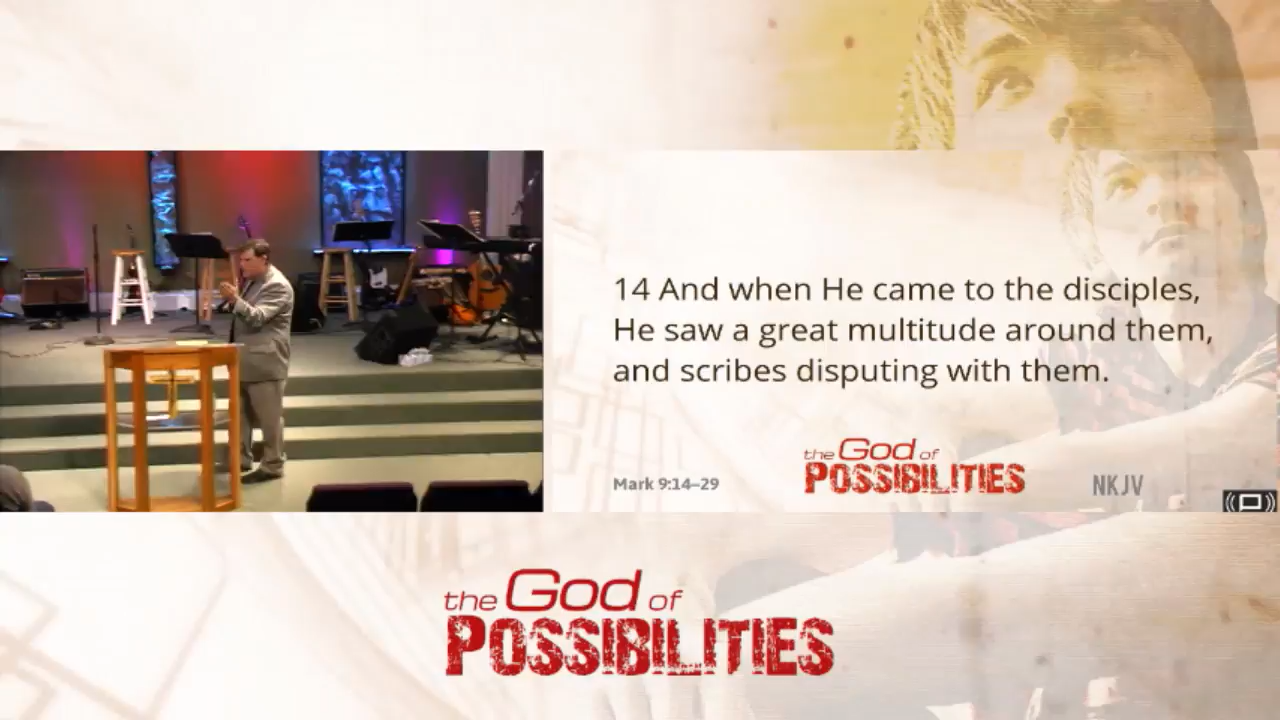 14 And when He came to the disciples,
He saw a great multitude around them,
and scribes disputing with them.
the God of
POSSIBILITIES
Mark 9:14–29
NKJV
the God of
POSSIBILITIES